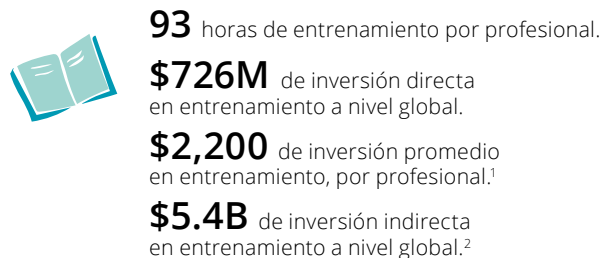 93 horas de entrenamiento por profesional.
$726M de inversión directa
en entrenamiento a nivel global.
$2,200 de inversión promedio
en entrenamiento, por profesional.¹
$5.4B de inversión indirecta
en entrenamiento a nivel global.²